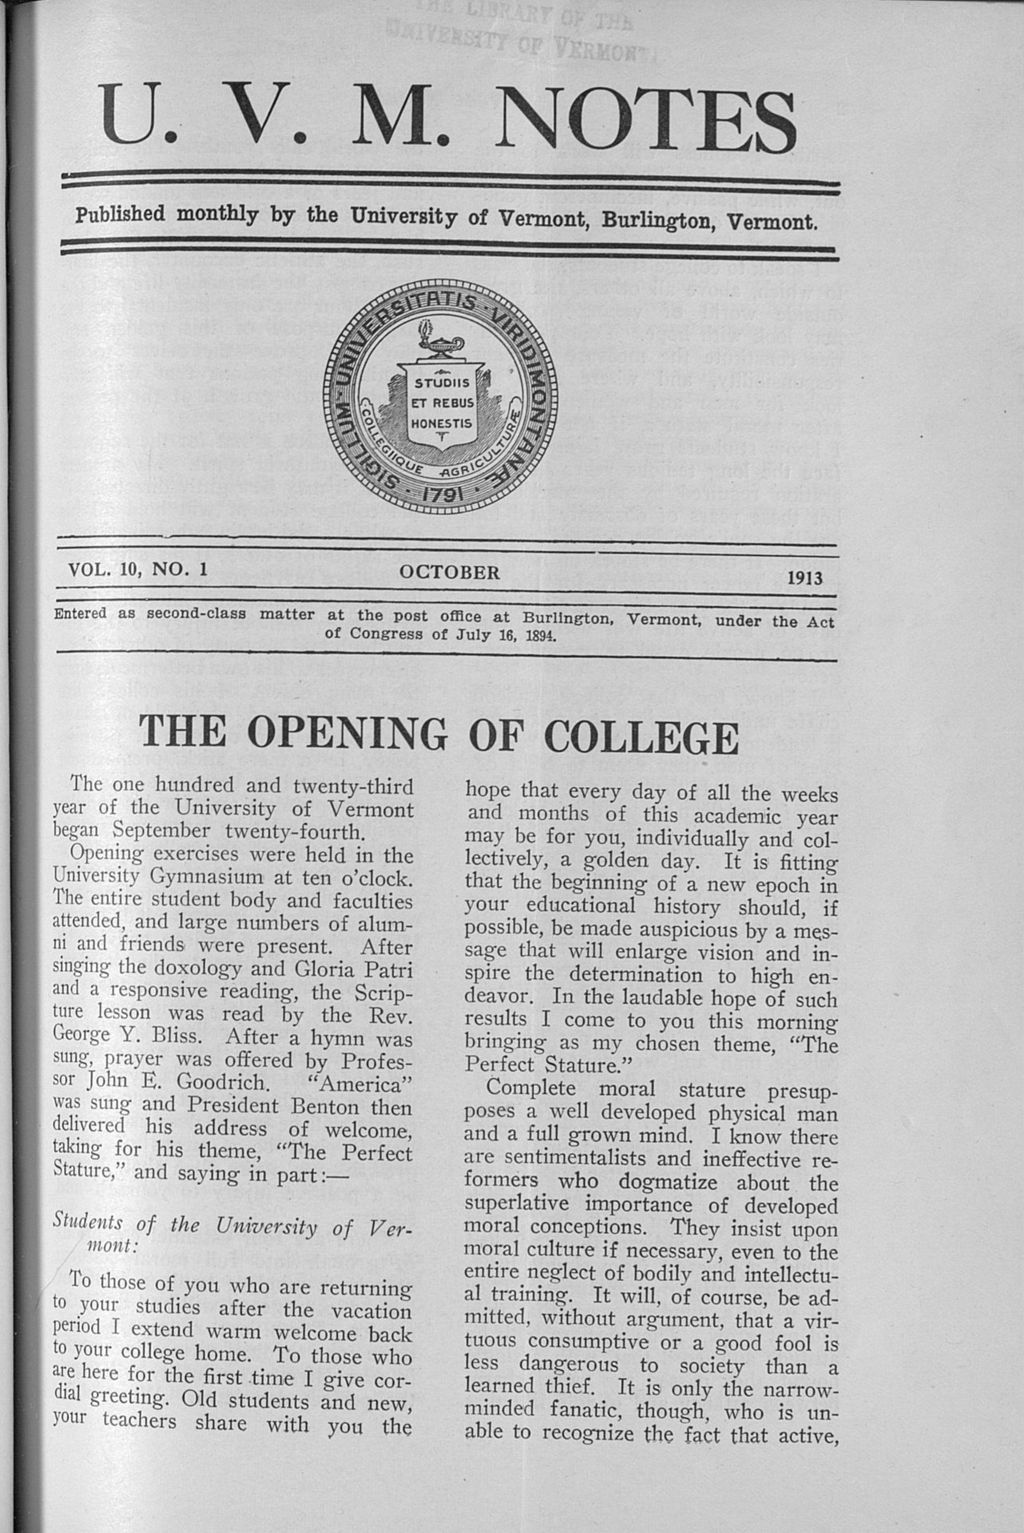 THE LIBRARY OF THE
UNIVERSITY OF VERMONT
U. V. M. NOTES
Published monthly by the University of Vermont, Burlington, Vermont.
SIGILLUM · UNIVERSITATIS · VIRIDIMONTANÆ ·
COLLEGIIQUE AGRICULTURÆ
STUDIIS
ET REBUS
HONESTIS
1791
VOL. 10, NO. 1 OCTOBER 1913
Entered as second-class matter at the post office at Burlington, Vermont, under the Act
of Congress of July 16, 1894.
THE OPENING OF COLLEGE
The one hundred and twenty-third
year of the University of Vermont
began September twenty-fourth.
Opening exercises were held in the
University Gymnasium at ten o'clock.
The entire student body and faculties
attended, and large numbers of alum-
ni and friends were present. After
singing the doxology and Gloria Patri
and a responsive reading, the Scrip-
ture lesson was read by the Rev.
George Y. Bliss. After a hymn was
sung, prayer was offered by Profes-
sor John E. Goodrich. "America"
was sung and President Benton then
delivered his address of welcome,
taking for his theme, "The Perfect
Stature," and saying in part:—
Students of the University of Ver-
mont:
To those of you who are returning
to your studies after the vacation
period I extend warm welcome back
to your college home. To those who
are here for the first time I give cor-
dial greeting. Old students and new,
your teachers share with you the
hope that every day of all the weeks
and months of this academic year
may be for you, individually and col-
lectively, a golden day. It is fitting
that the beginning of a new epoch in
your educational history should, if
possible, be made auspicious by a mes-
sage that will enlarge vision and in-
spire the determination to high en-
deavor. In the laudable hope of such
results I come to you this morning
bringing as my chosen theme, "The
Perfect Stature."
Complete moral stature presup-
poses a well developed physical man
and a full grown mind. I know there
are sentimentalists and ineffective re-
formers who dogmatize about the
superlative importance of developed
moral conceptions. They insist upon
moral culture if necessary, even to the
entire neglect of bodily and intellectu-
al training. It will, of course, be ad-
mitted, without argument, that a vir-
tuous consumptive or a good fool is
less dangerous to society than a
learned thief. It is only the narrow-
minded fanatic, though, who is un-
able to recognize the fact that active,